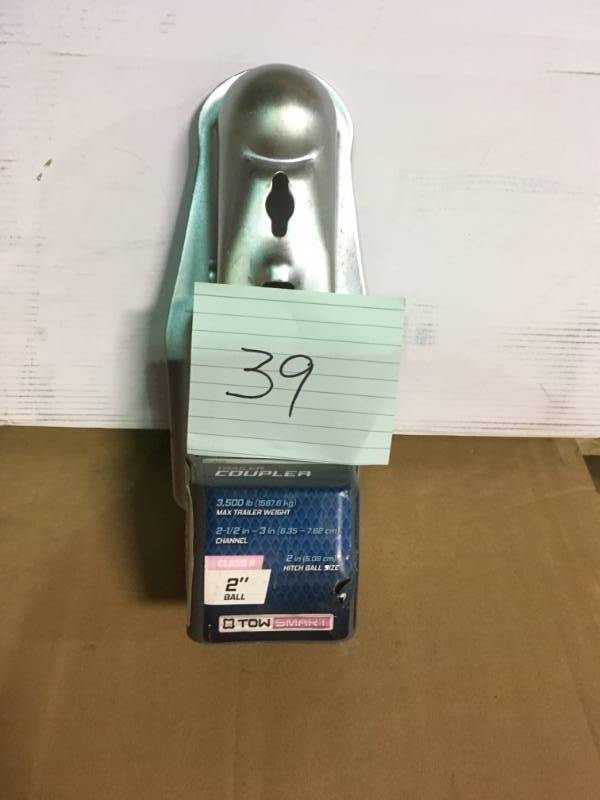 39
TRAILER
COUPLER
3,500 lb (1587.6 kg)
MAX TRAILER WEIGHT
2-1/2 in – 3 in (6.35 – 7.62 cm)
CHANNEL
CLASS II
2 in (5.08 cm)
HITCH BALL SIZE
2"
BALL
TOW SMART